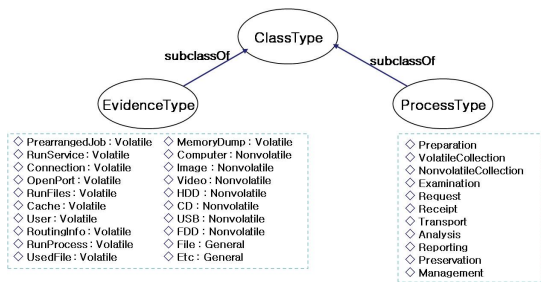 ClassType
subclassOf
subclassOf
EvidenceType
ProcessType
PrearrangedJob : Volatile
RunService : Volatile
Connection : Volatile
OpenPort : Volatile
RunFiles : Volatile
Cache : Volatile
User : Volatile
RoutingInfo : Volatile
RunProcess : Volatile
UsedFile : Volatile
MemoryDump : Volatile
Computer : Nonvolatile
Image : Nonvolatile
Video : Nonvolatile
HDD : Nonvolatile
CD : Nonvolatile
USB : Nonvolatile
FDD : Nonvolatile
File : General
Etc : General
Preparation
VolatileCollection
NonvolatileCollection
Examination
Request
Receipt
Transport
Analysis
Reporting
Preservation
Management